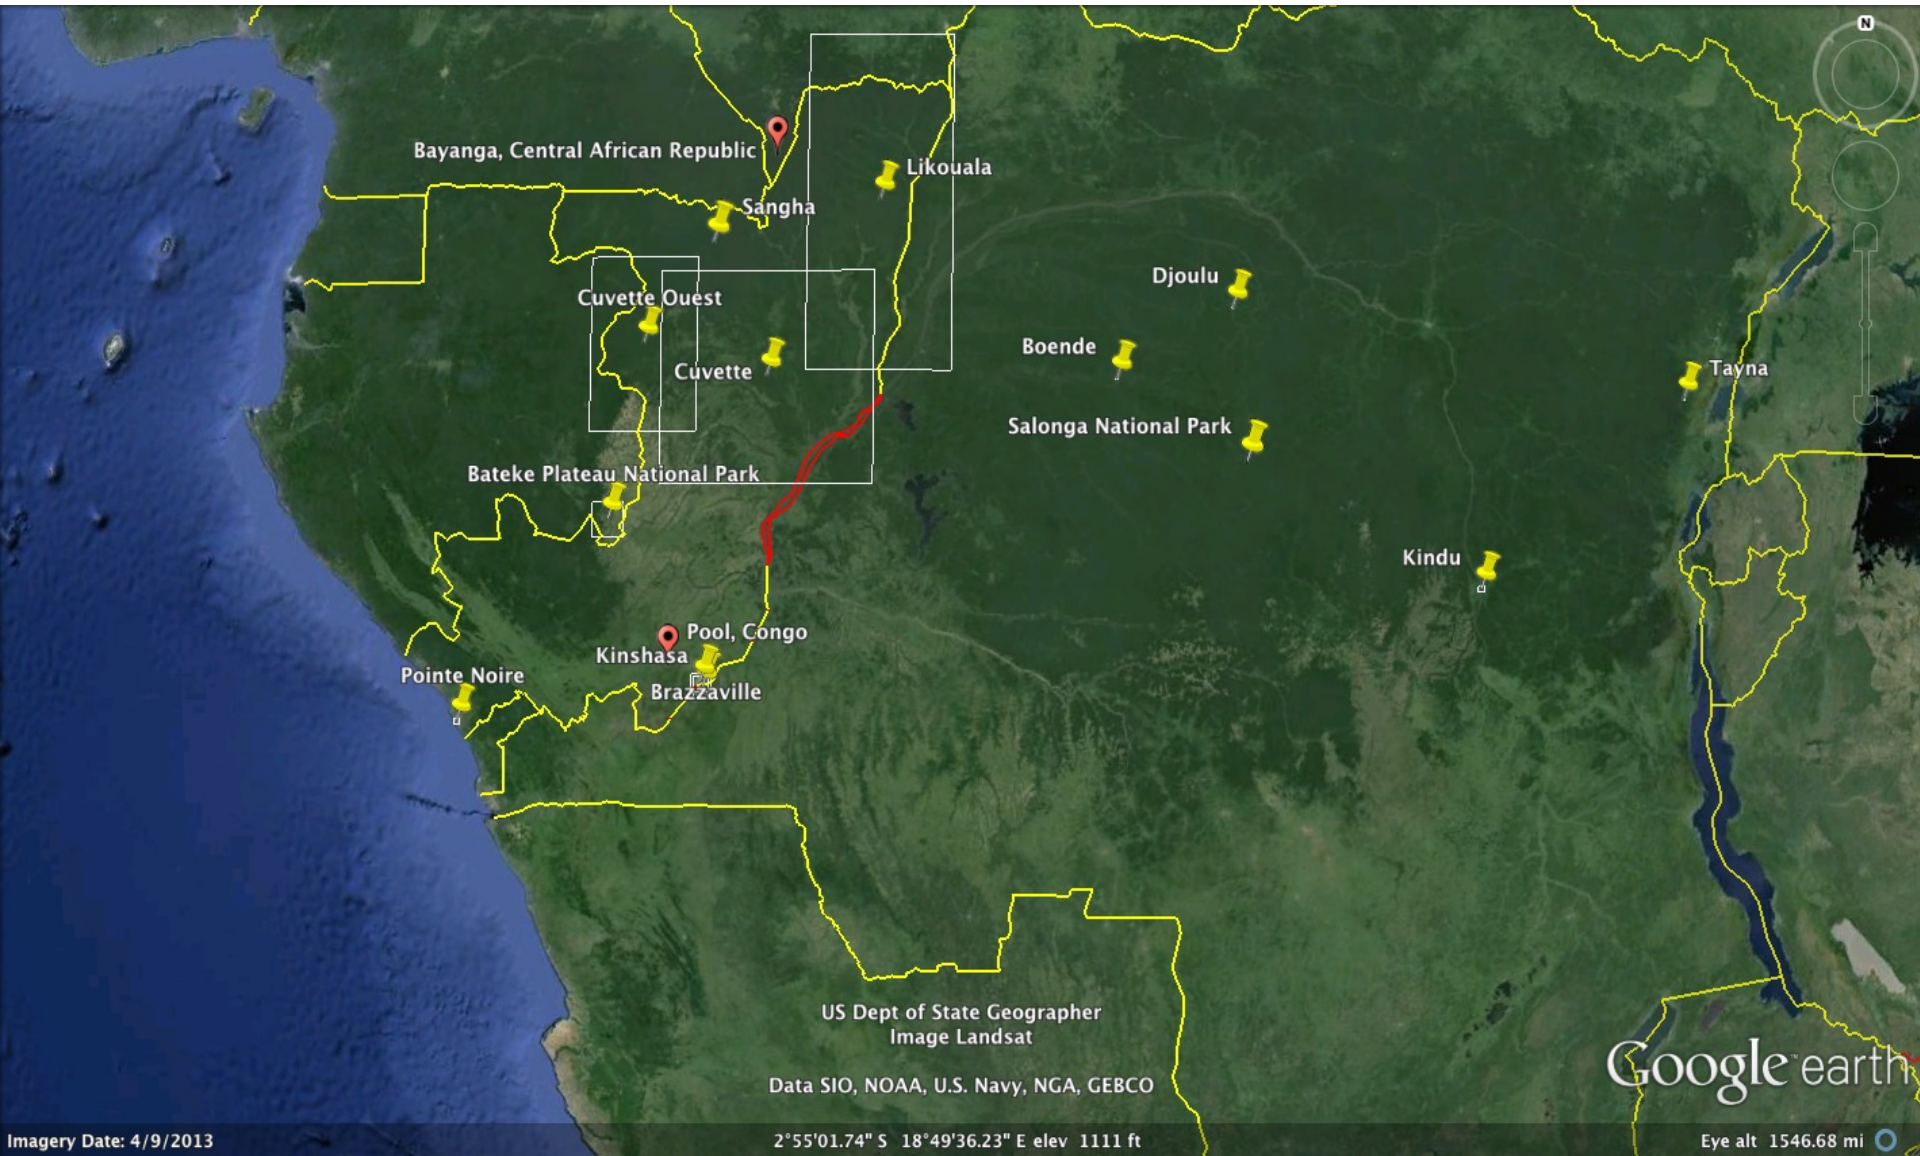 N
Bayanga, Central African Republic
Likouala
Sangha
Djoulu
Cuvette Ouest
Boende
Cuvette
Tayna
Salonga National Park
Bateke Plateau National Park
Kindu
Pool, Congo
Kinshasa
Pointe Noire
Brazzaville
US Dept of State Geographer
Image Landsat
Data SIO, NOAA, U.S. Navy, NGA, GEBCO
Google™ earth
Imagery Date: 4/9/2013 2°55'01.74" S 18°49'36.23" E elev 1111 ft Eye alt 1546.68 mi